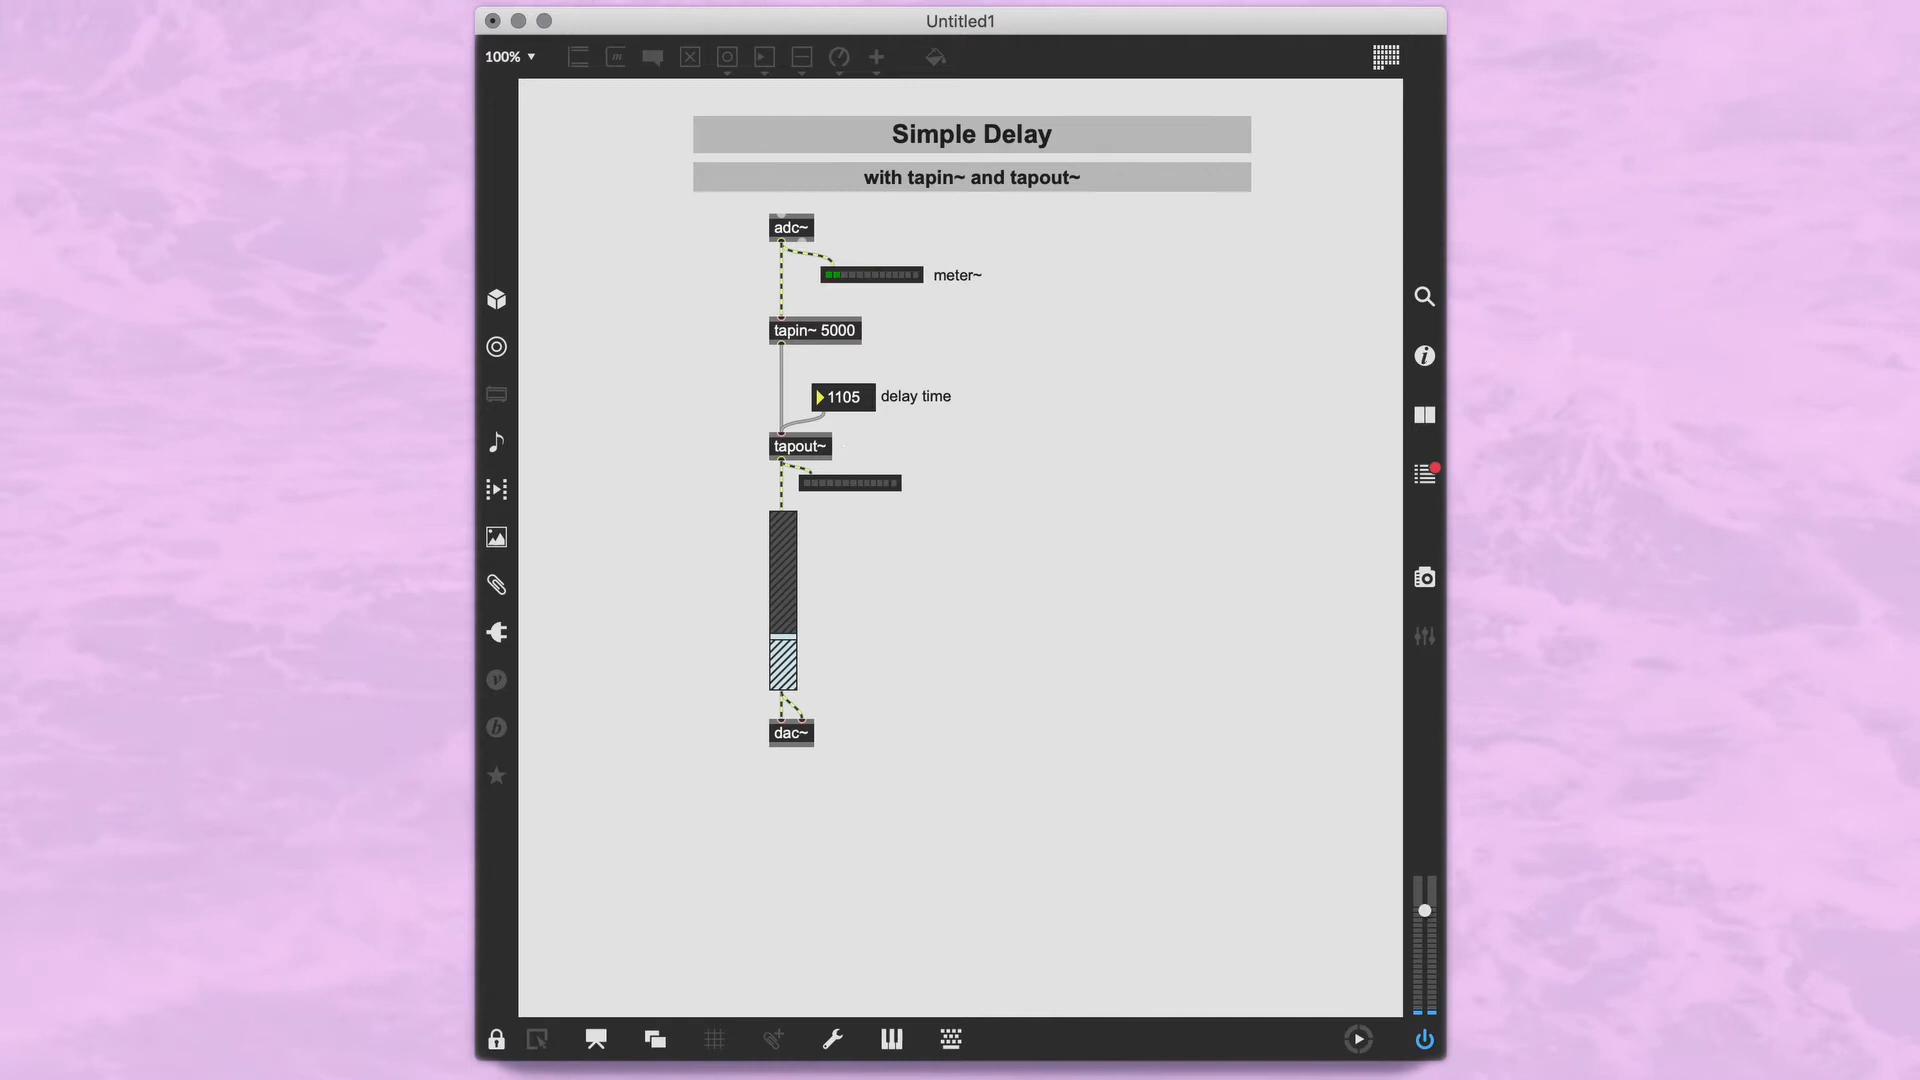 Untitled1
100%
Simple Delay
with tapin~ and tapout~
adc~
meter~
tapin~ 5000
1105
delay time
tapout~
dac~